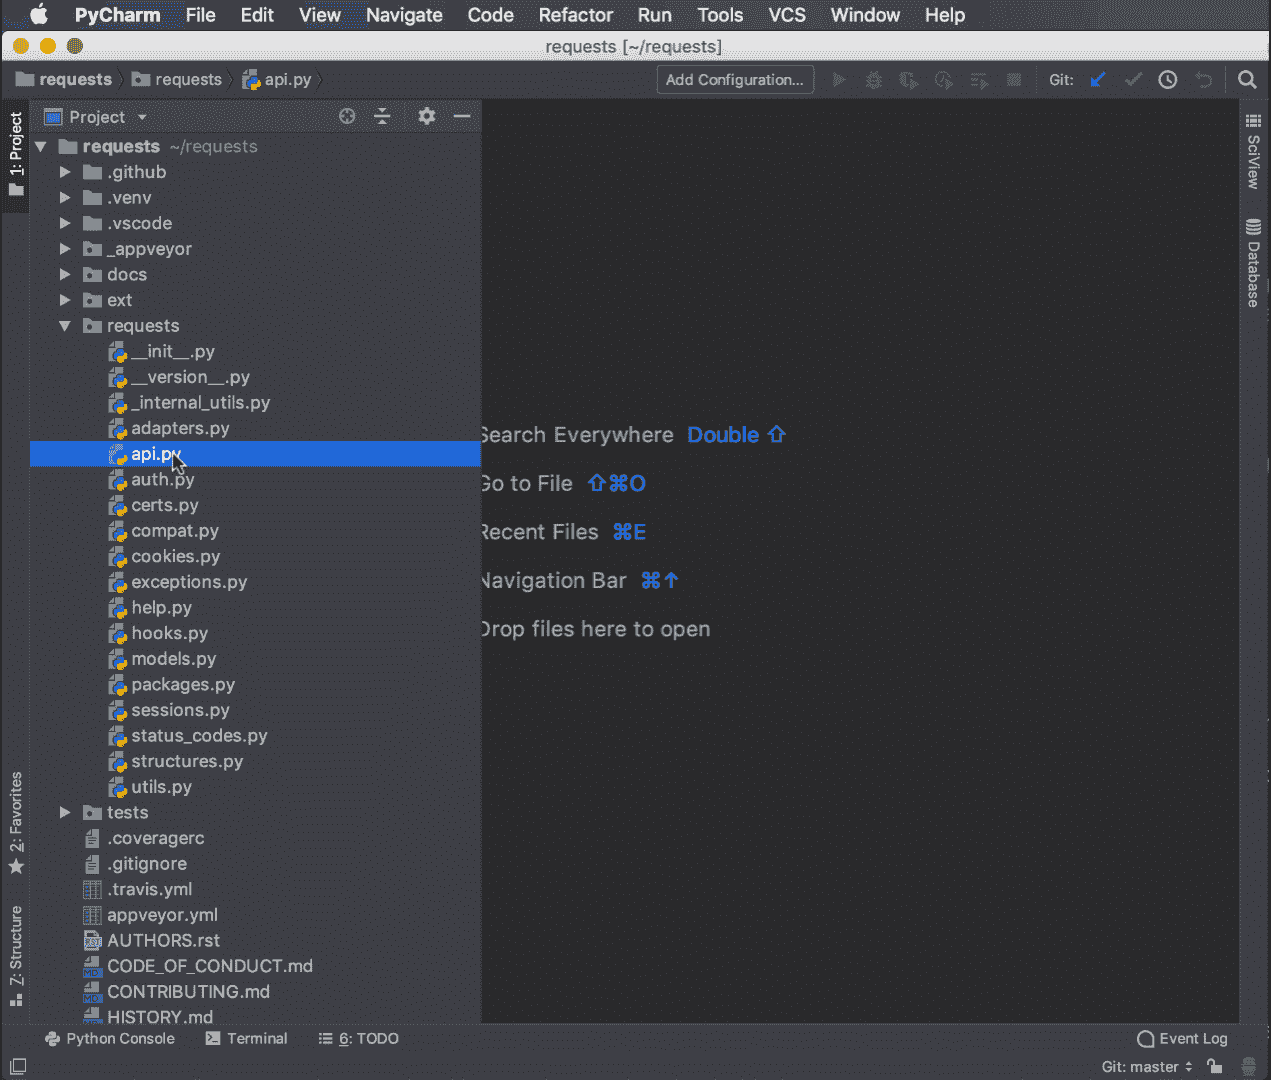 PyCharm File Edit View Navigate Code Refactor Run Tools VCS Window Help
requests [~/requests]
requests requests api.py Add Configuration... Git:
1: Project
Project
requests ~/requests
.github
.venv
.vscode
_appveyor
docs
ext
requests
__init__.py
__version__.py
_internal_utils.py
adapters.py
api.py
auth.py
certs.py
compat.py
cookies.py
exceptions.py
help.py
hooks.py
models.py
packages.py
sessions.py
status_codes.py
structures.py
utils.py
tests
.coveragerc
.gitignore
.travis.yml
appveyor.yml
AUTHORS.rst
CODE_OF_CONDUCT.md
CONTRIBUTING.md
HISTORY.md
2: Favorites
Z: Structure
Search Everywhere Double ⇧
Go to File ⇧⌘O
Recent Files ⌘E
Navigation Bar ⌘↑
Drop files here to open
SciView
Database
Python Console Terminal 6: TODO Event Log
Git: master